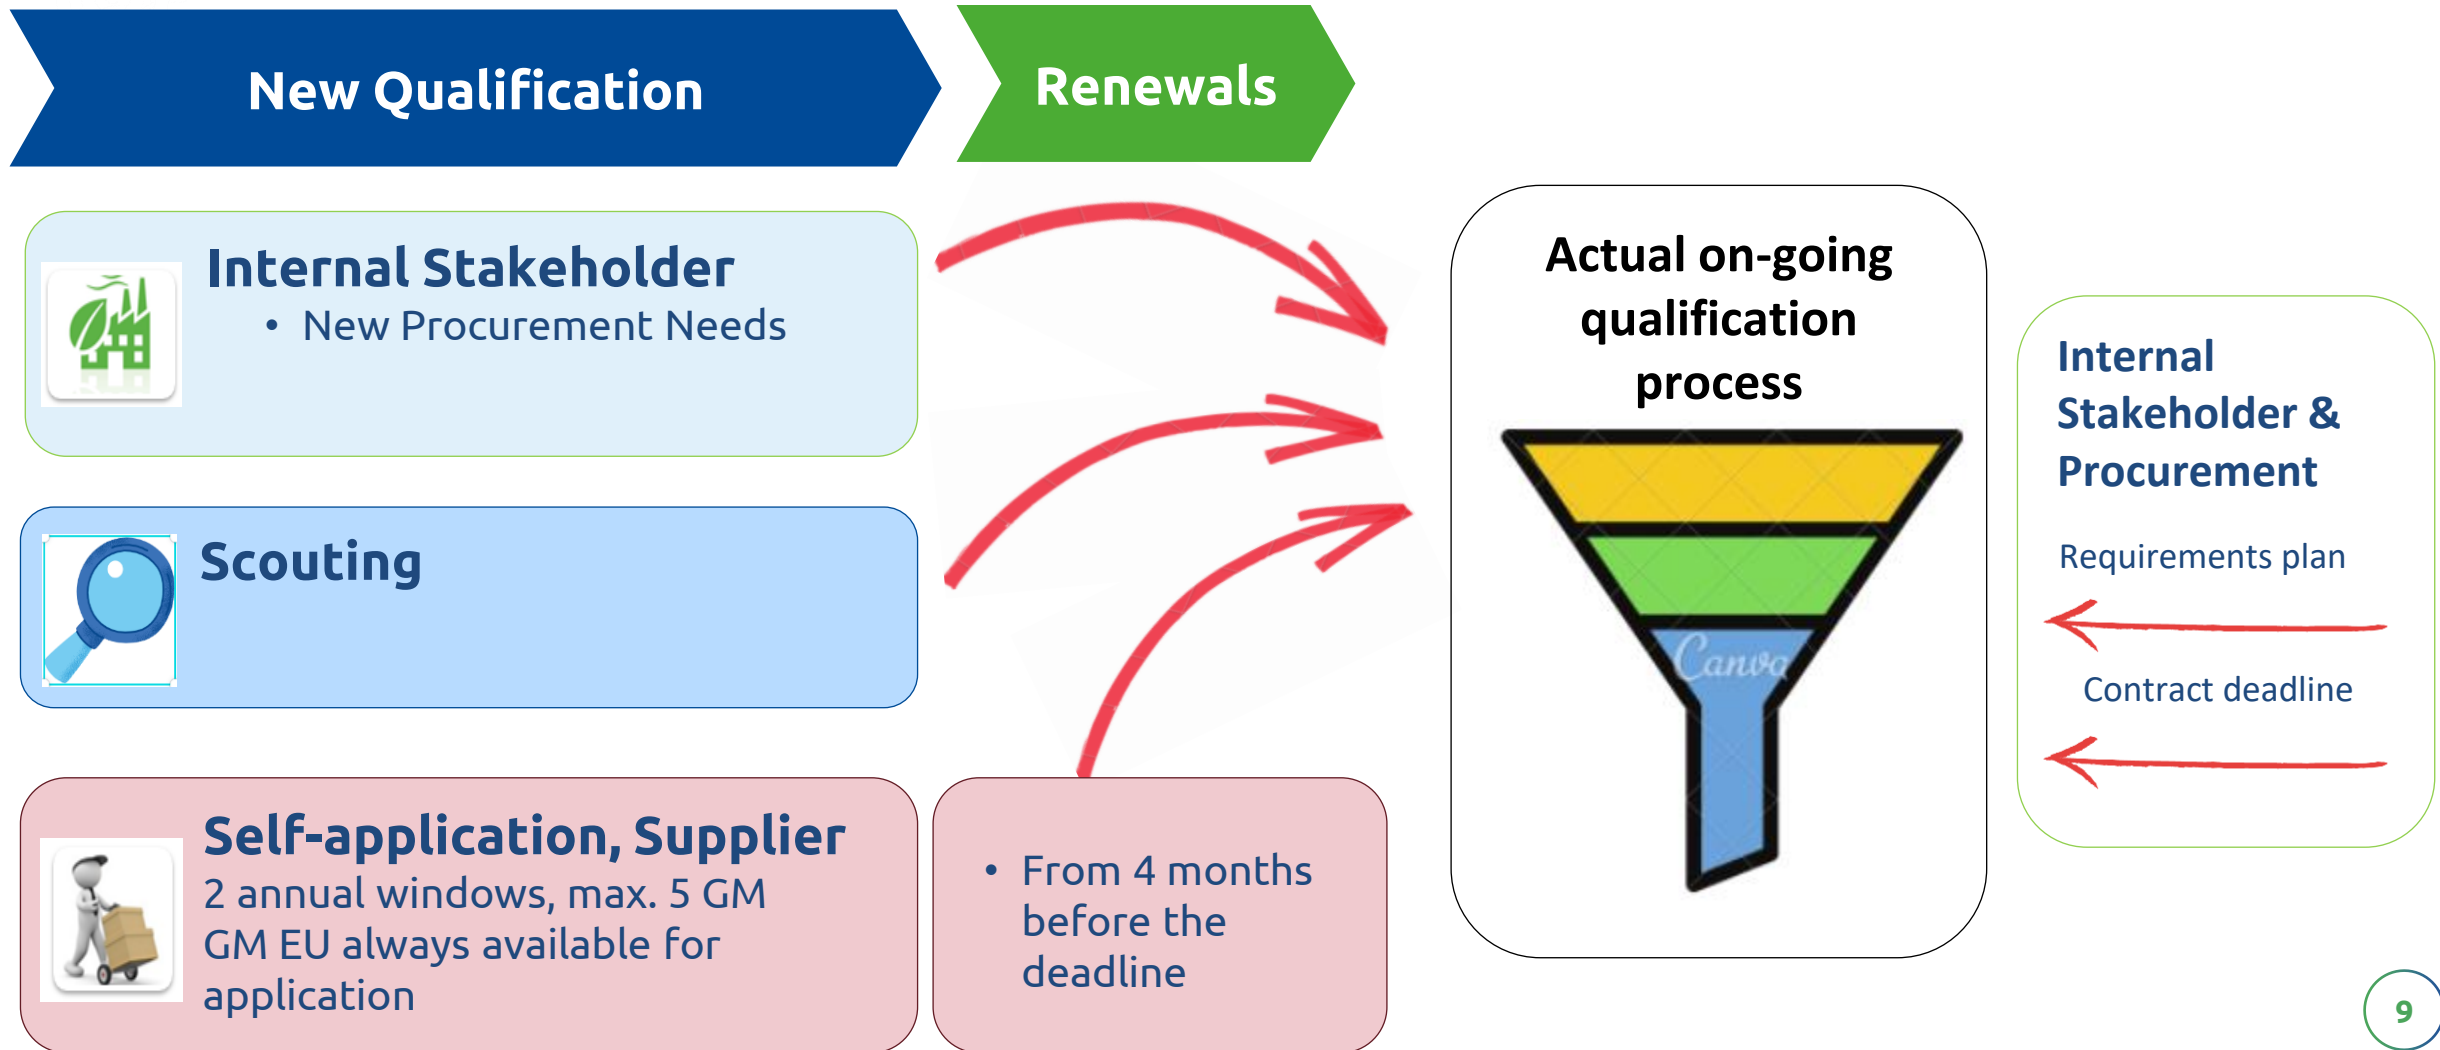 New Qualification
Renewals
Internal Stakeholder
• New Procurement Needs
Scouting
Self-application, Supplier
2 annual windows, max. 5 GM
GM EU always available for
application
• From 4 months
before the
deadline
Actual on-going
qualification
process
Canva
Internal
Stakeholder &
Procurement
Requirements plan
Contract deadline
9